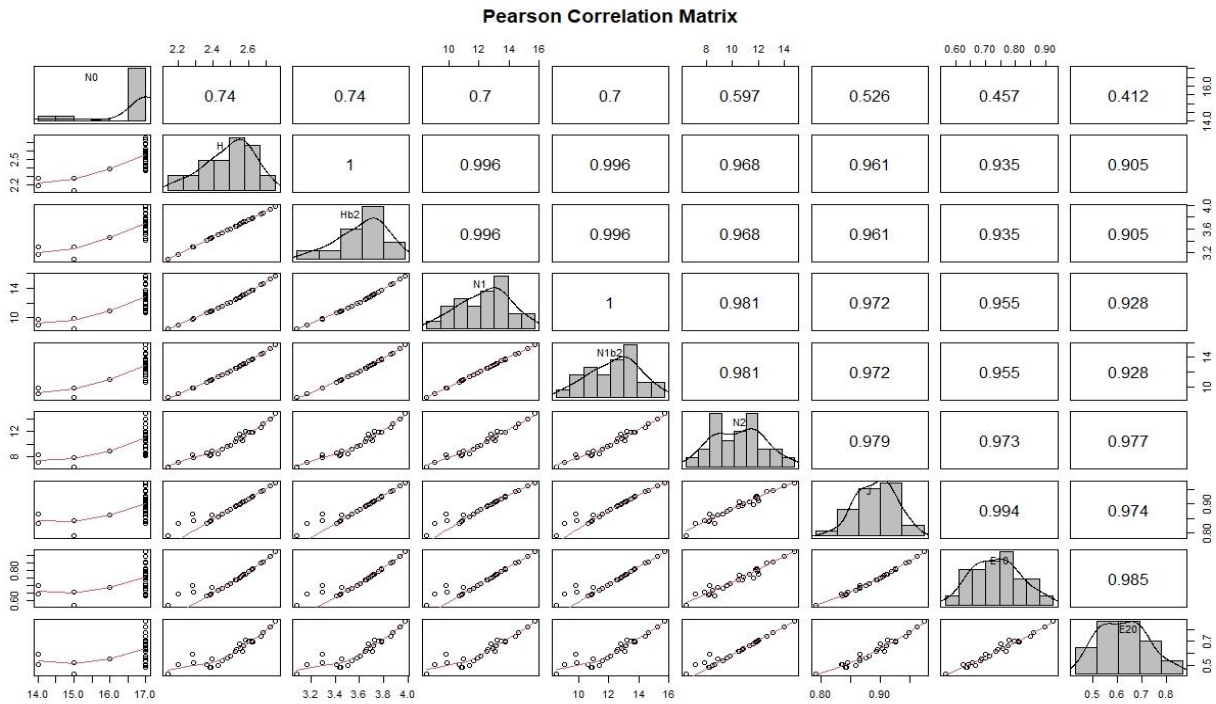 Pearson Correlation Matrix
2.2 2.4 2.6 10 12 14 16 8 10 12 14 0.60 0.70 0.80 0.90
N0 0.74 0.74 0.7 0.7 0.597 0.526 0.457 0.412 14.0 16.0
2.2 2.5 H 1 0.996 0.996 0.968 0.961 0.935 0.905
Hb2 0.996 0.996 0.968 0.961 0.935 0.905 3.2 3.6 4.0
10 14 N1 1 0.981 0.972 0.955 0.928
N1b2 0.981 0.972 0.955 0.928 10 14
8 12 N2 0.979 0.973 0.977
J 0.994 0.974 0.80 0.90
0.60 0.80 0.985
E20 0.5 0.7
14.0 15.0 16.0 17.0 3.2 3.4 3.6 3.8 4.0 10 12 14 16 0.80 0.90 0.5 0.6 0.7 0.8